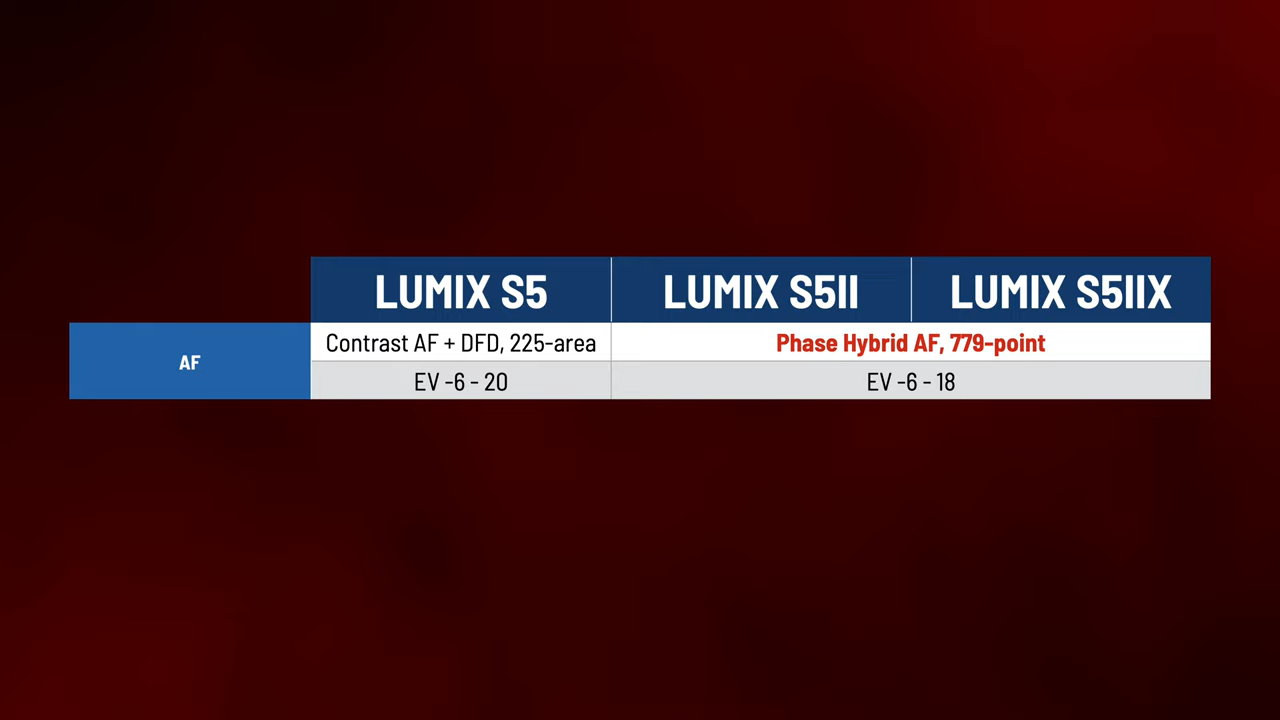 LUMIX S5 LUMIX S5II LUMIX S5IIX
AF
Contrast AF + DFD, 225-area Phase Hybrid AF, 779-point
EV -6 - 20 EV -6 - 18